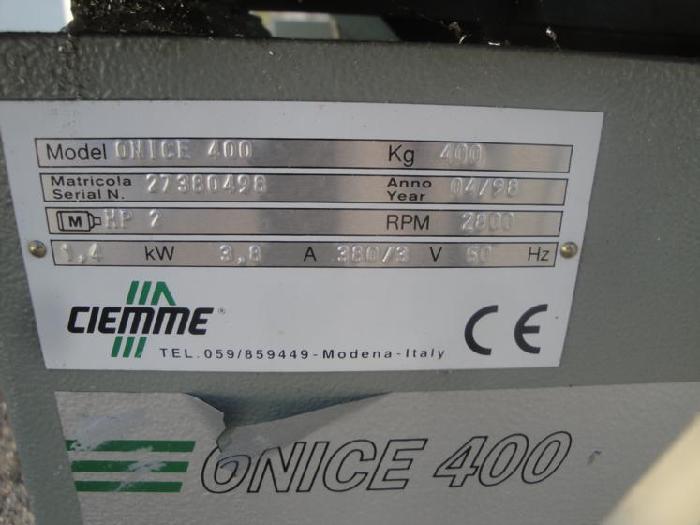 Model ONICE 400 Kg 400
Matricola Serial N. 27380498 Anno Year 04/98
M HP 2 RPM 2800
1,4 kW 3,8 A 380/3 V 50 Hz
CIEMME®
CE
TEL. 059/859449-Modena-Italy
ONICE 400